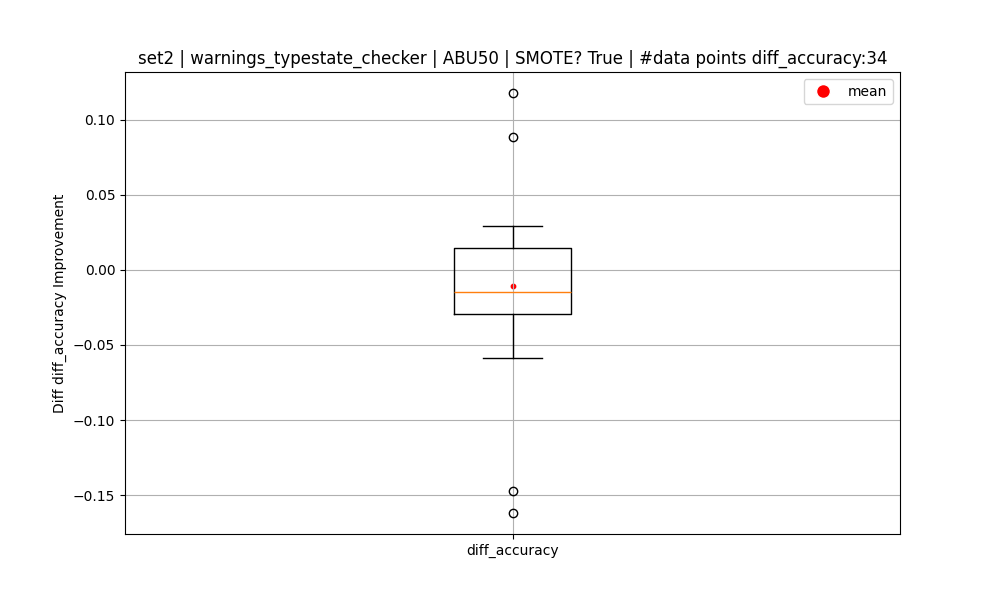 set2 | warnings_typestate_checker | ABU50 | SMOTE? True | #data points diff_accuracy:34
mean
0.10
0.05
0.00
−0.05
−0.10
−0.15
Diff diff_accuracy Improvement
diff_accuracy